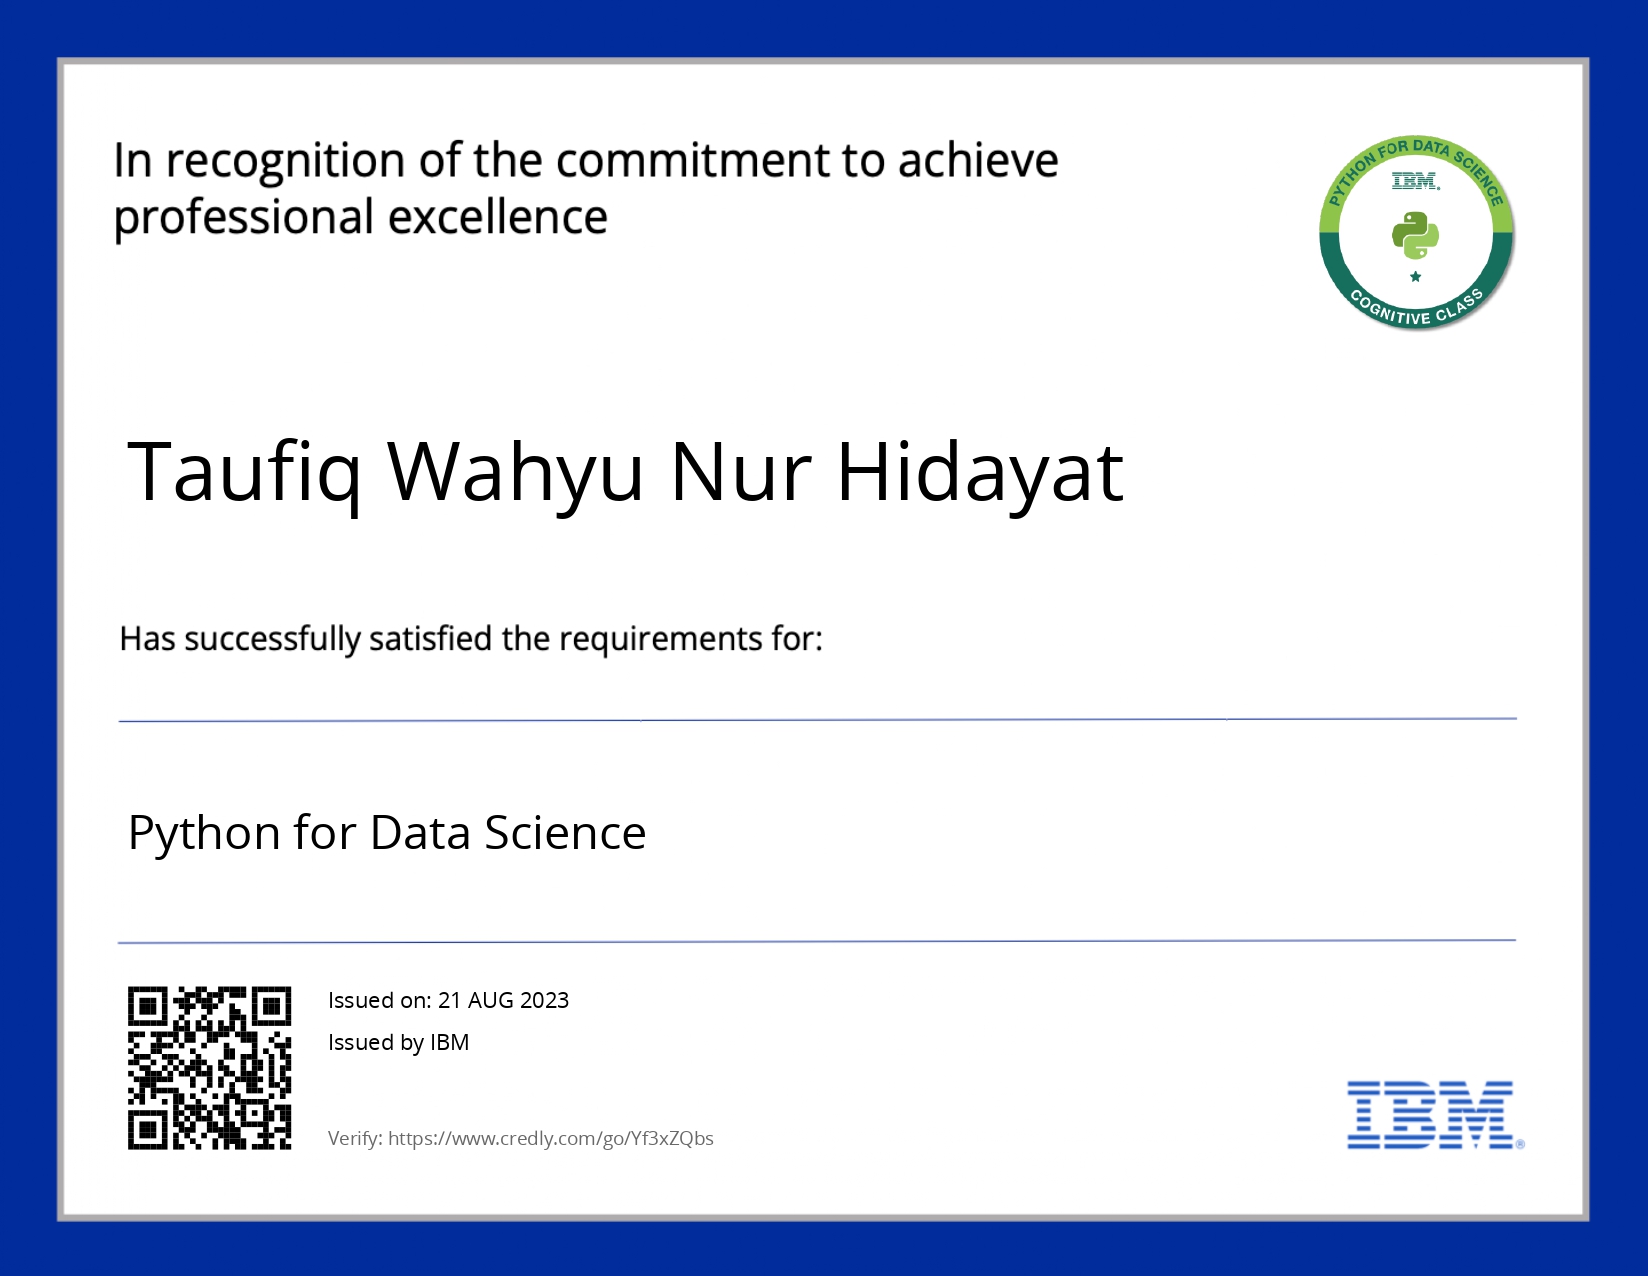 In recognition of the commitment to achieve
professional excellence
PYTHON FOR DATA SCIENCE
IBM®
COGNITIVE CLASS
Taufiq Wahyu Nur Hidayat
Has successfully satisfied the requirements for:
Python for Data Science
Issued on: 21 AUG 2023
Issued by IBM
Verify: https://www.credly.com/go/Yf3xZQbs
IBM®